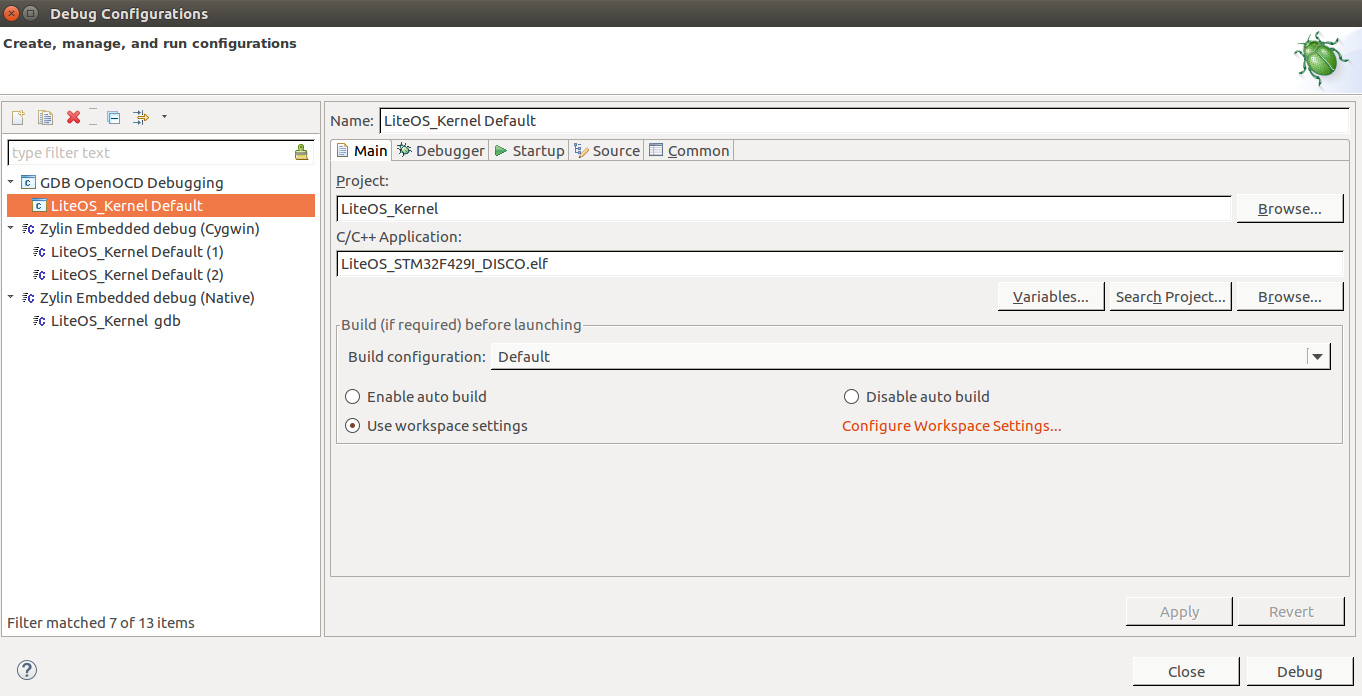 Debug Configurations
Create, manage, and run configurations
type filter text
GDB OpenOCD Debugging
LiteOS_Kernel Default
Zylin Embedded debug (Cygwin)
LiteOS_Kernel Default (1)
LiteOS_Kernel Default (2)
Zylin Embedded debug (Native)
LiteOS_Kernel gdb
Filter matched 7 of 13 items
Name: LiteOS_Kernel Default
Main Debugger Startup Source Common
Project:
LiteOS_Kernel Browse...
C/C++ Application:
LiteOS_STM32F429I_DISCO.elf
Variables... Search Project... Browse...
Build (if required) before launching
Build configuration: Default
Enable auto build Disable auto build
Use workspace settings Configure Workspace Settings...
Apply Revert
? Close Debug